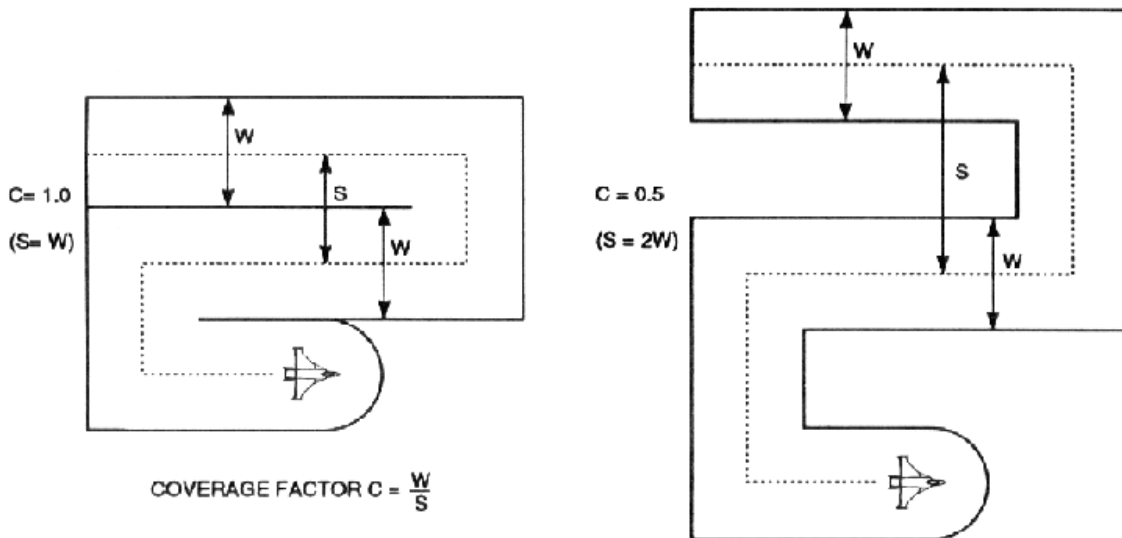 W
S
C= 1.0
(S= W)
W
COVERAGE FACTOR C = W/S
W
S
C = 0.5
(S = 2W)
W